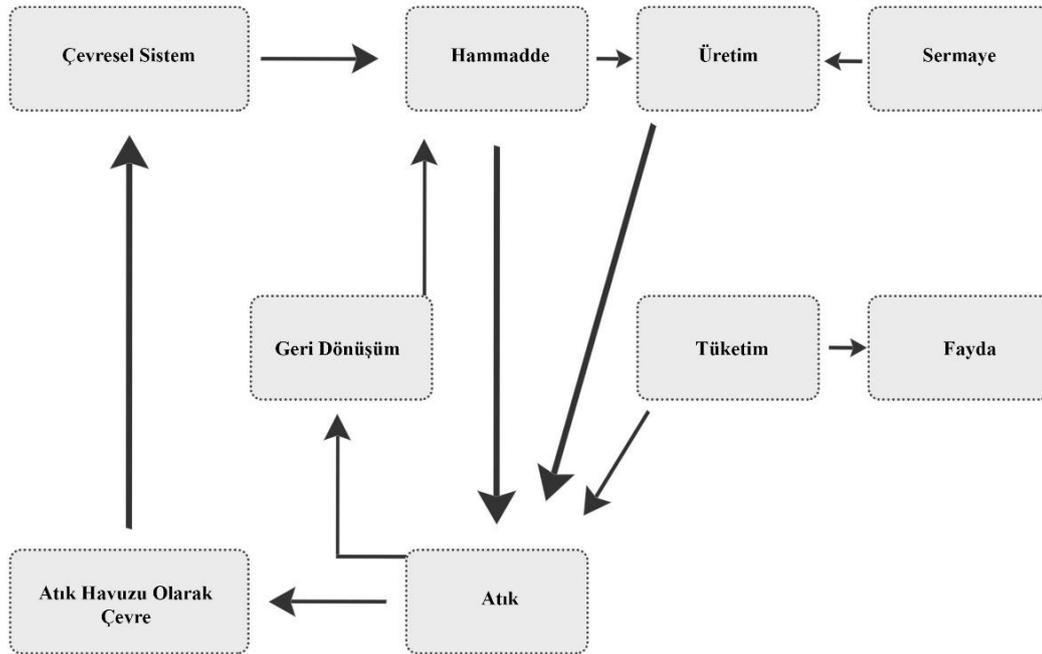 Çevresel Sistem
Hammadde
Üretim
Sermaye
Geri Dönüşüm
Tüketim
Fayda
Atık Havuzu Olarak
Çevre
Atık